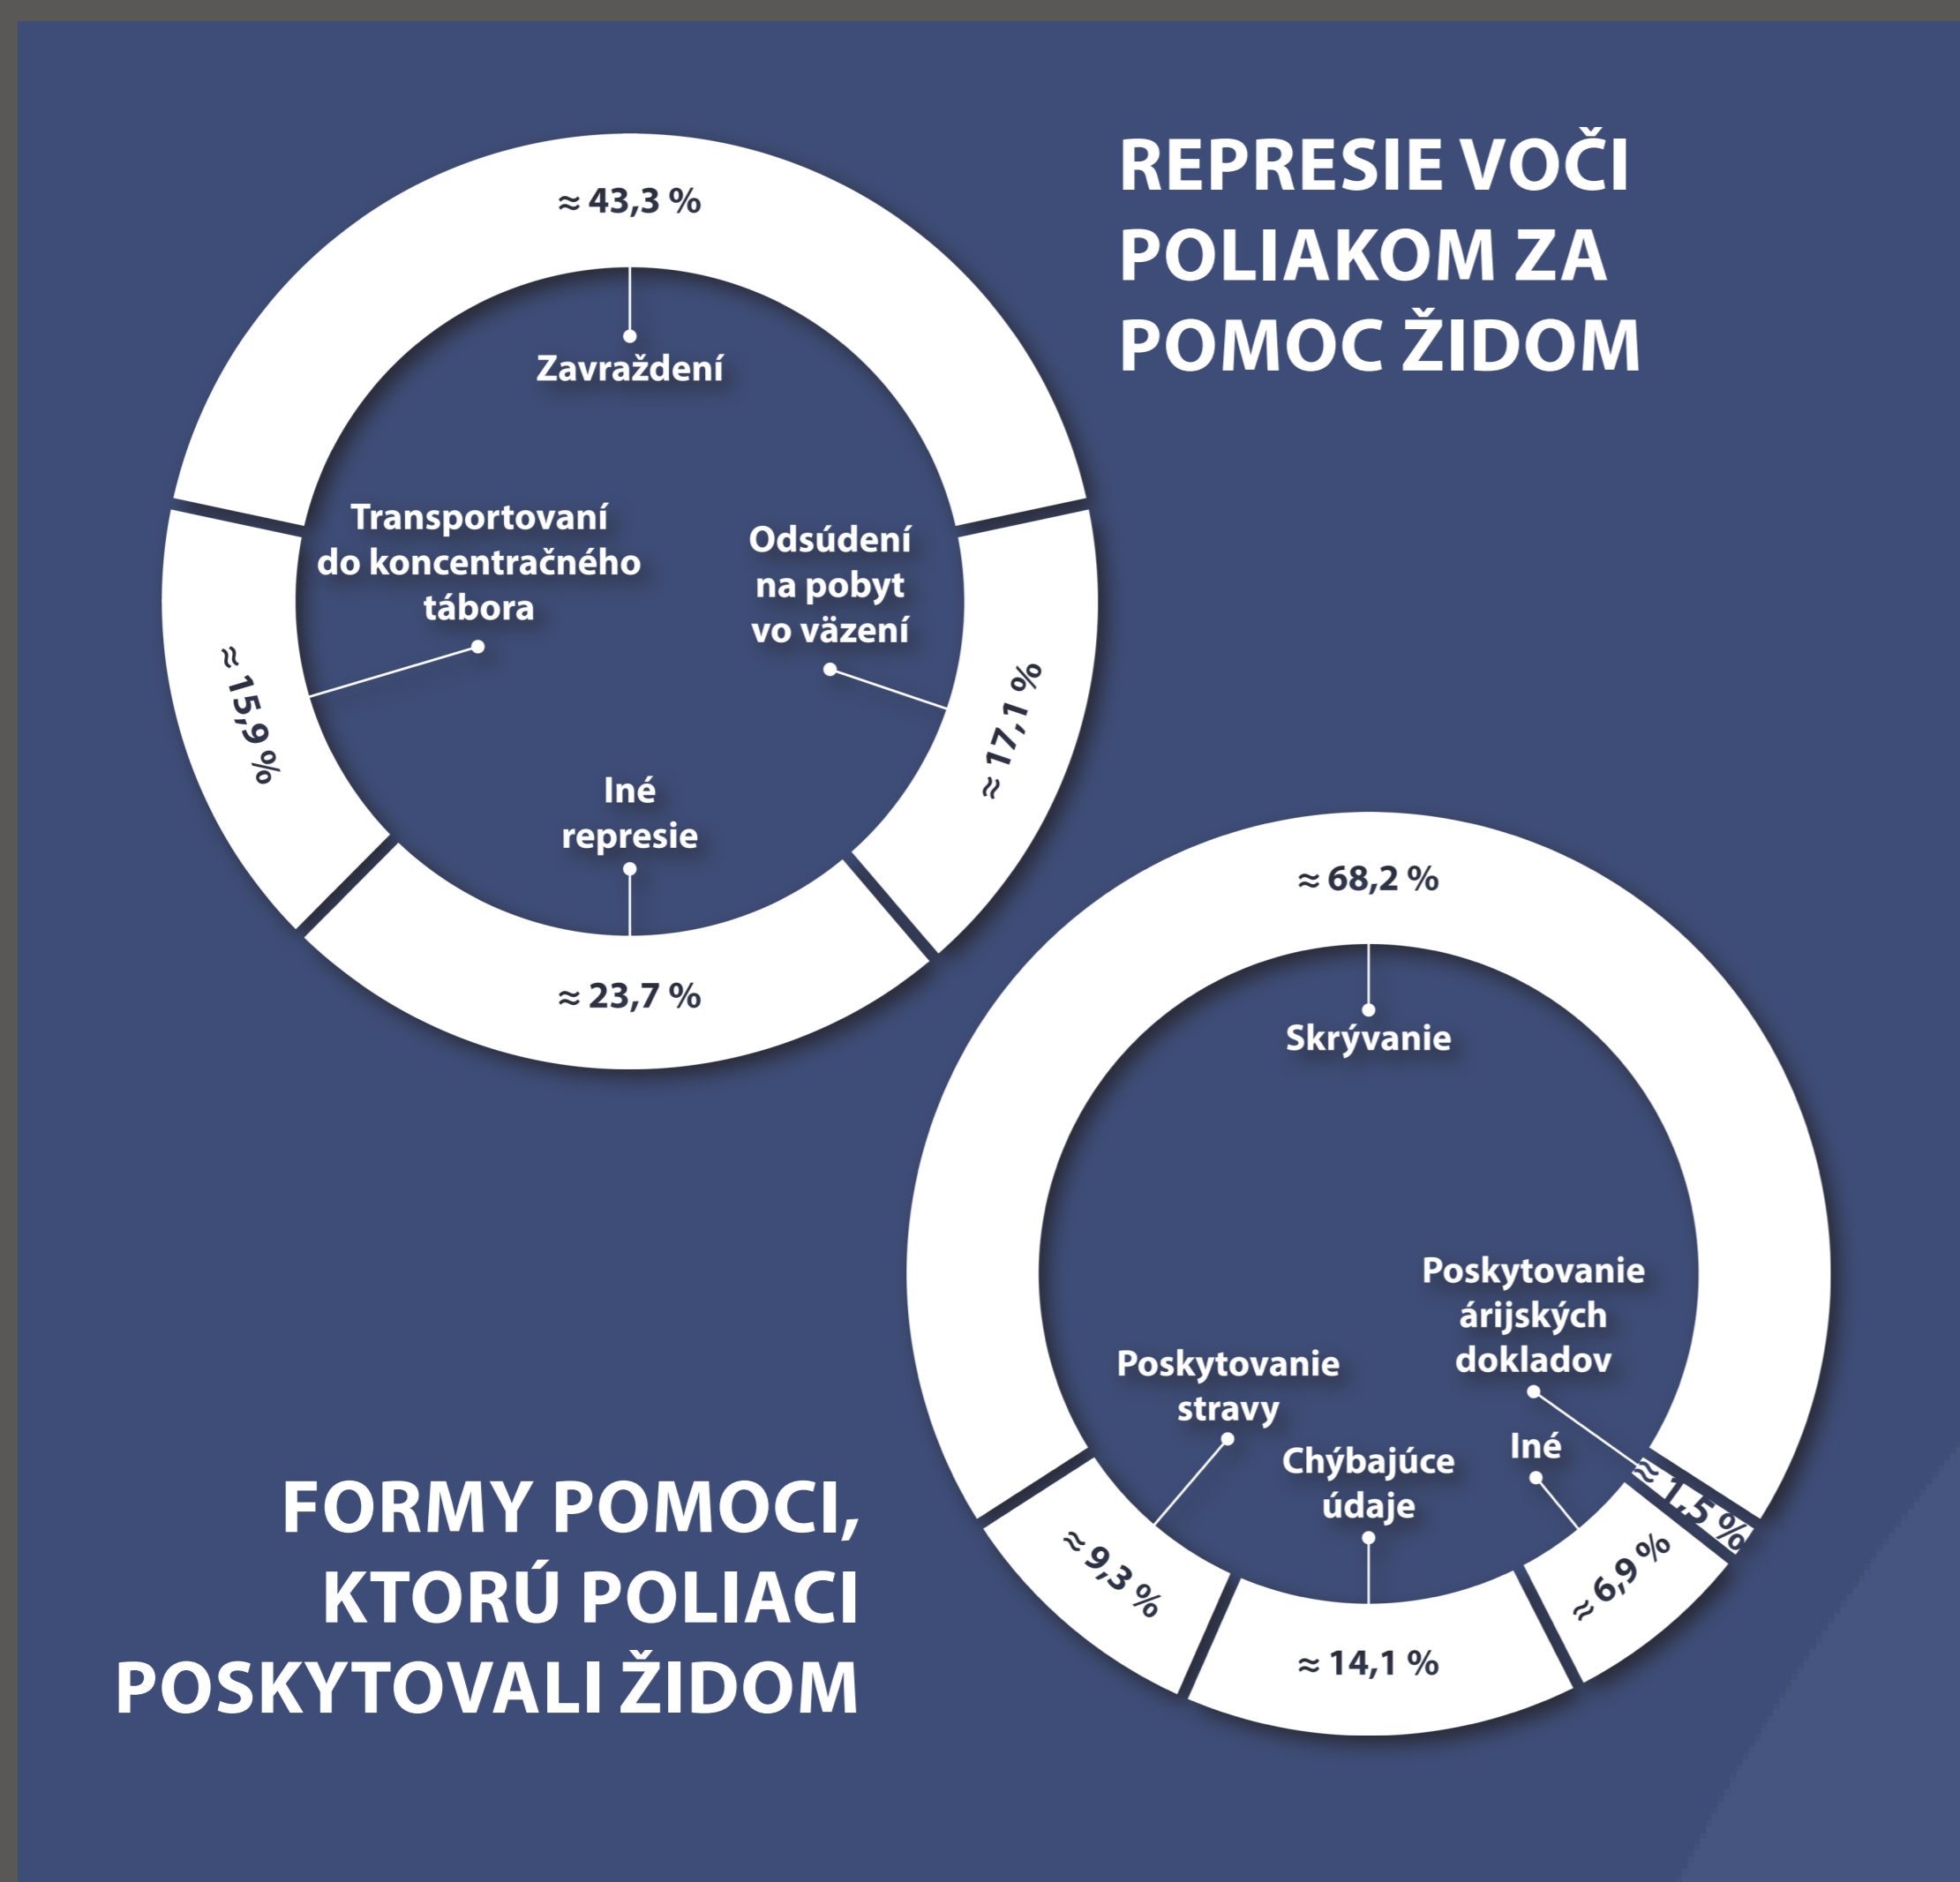 REPRESIE VOČI
POLIAKOM ZA
POMOC ŽIDOM
≈ 43,3 %
Zavraždení
Transportovaní
do koncentračného
tábora
≈ 15,9 %
Odsúdení
na pobyt
vo väzení
≈ 17,1 %
Iné
represie
≈ 23,7 %
FORMY POMOCI,
KTORÚ POLIACI
POSKYTOVALI ŽIDOM
≈ 68,2 %
Skrývanie
Poskytovanie
árijských
dokladov
≈ 1,5 %
Poskytovanie
stravy
≈ 9,3 %
Chýbajúce
údaje
≈ 14,1 %
Iné
≈ 6,9 %